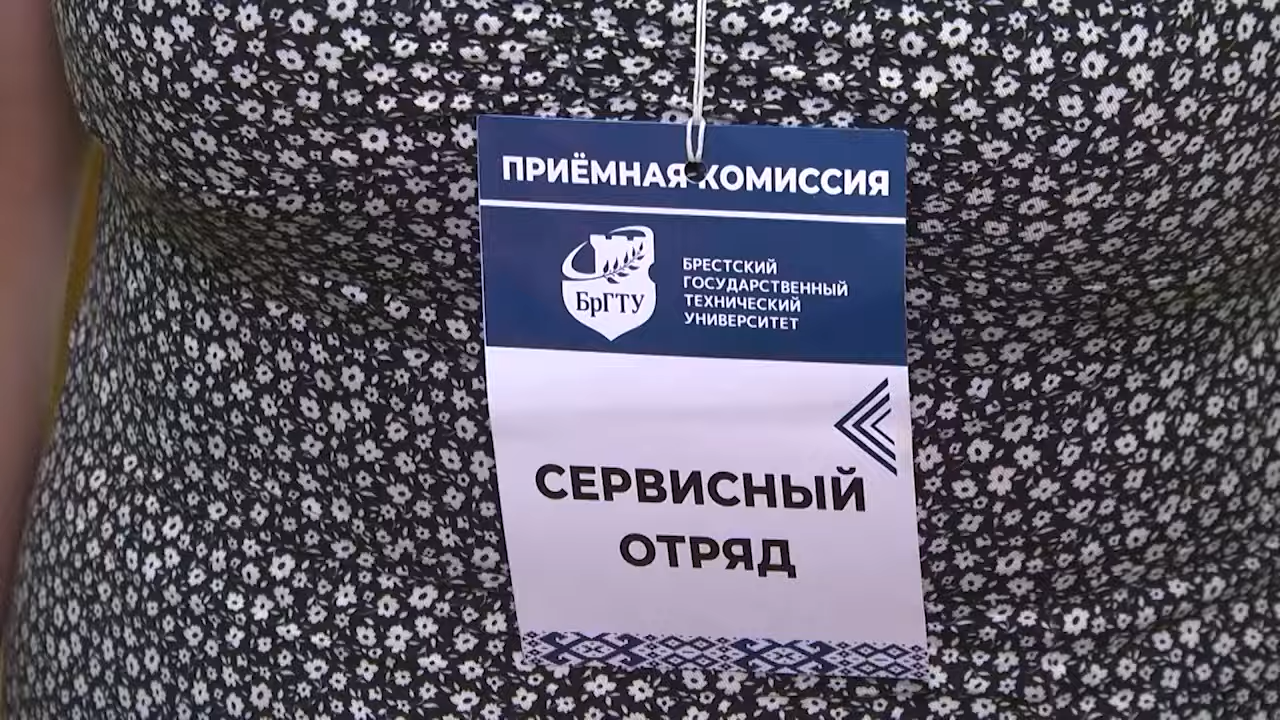 ПРИЁМНАЯ КОМИССИЯ
БрГТУ
БРЕСТСКИЙ
ГОСУДАРСТВЕННЫЙ
ТЕХНИЧЕСКИЙ
УНИВЕРСИТЕТ
СЕРВИСНЫЙ
ОТРЯД